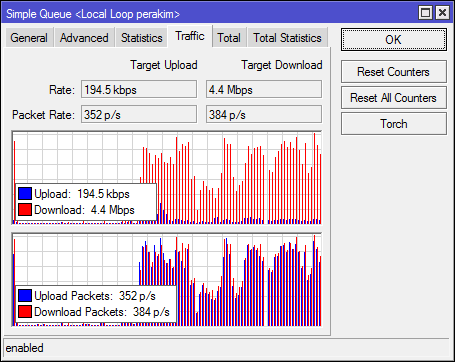 Simple Queue <Local Loop perakim>
General Advanced Statistics Traffic Total Total Statistics
Target Upload Target Download
Rate: 194.5 kbps 4.4 Mbps
Packet Rate: 352 p/s 384 p/s
Upload: 194.5 kbps
Download: 4.4 Mbps
Upload Packets: 352 p/s
Download Packets: 384 p/s
OK
Reset Counters
Reset All Counters
Torch
enabled